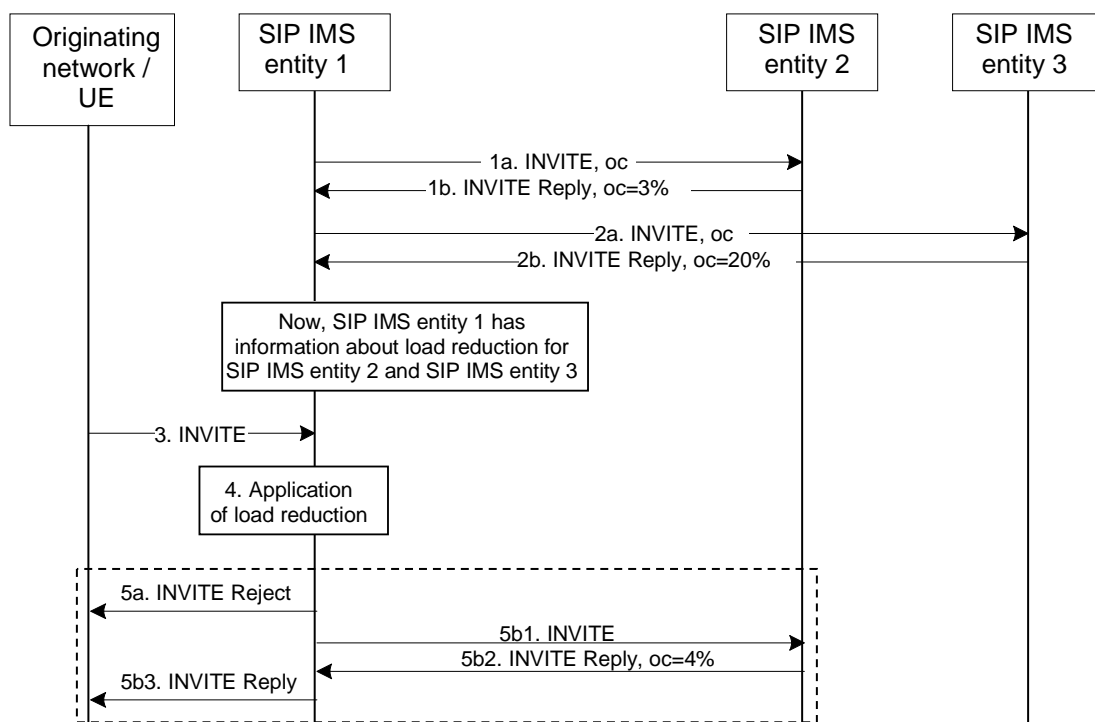 Originating
network /
UE
SIP IMS
entity 1
SIP IMS
entity 2
SIP IMS
entity 3
1a. INVITE, oc
1b. INVITE Reply, oc=3%
2a. INVITE, oc
2b. INVITE Reply, oc=20%
Now, SIP IMS entity 1 has
information about load reduction for
SIP IMS entity 2 and SIP IMS entity 3
3. INVITE
4. Application
of load reduction
5a. INVITE Reject
5b1. INVITE
5b2. INVITE Reply, oc=4%
5b3. INVITE Reply